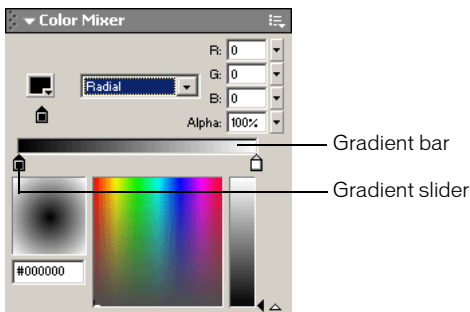 Color Mixer
R: 0
G: 0
Radial
B: 0
Alpha: 100%
Gradient bar
Gradient slider
#000000